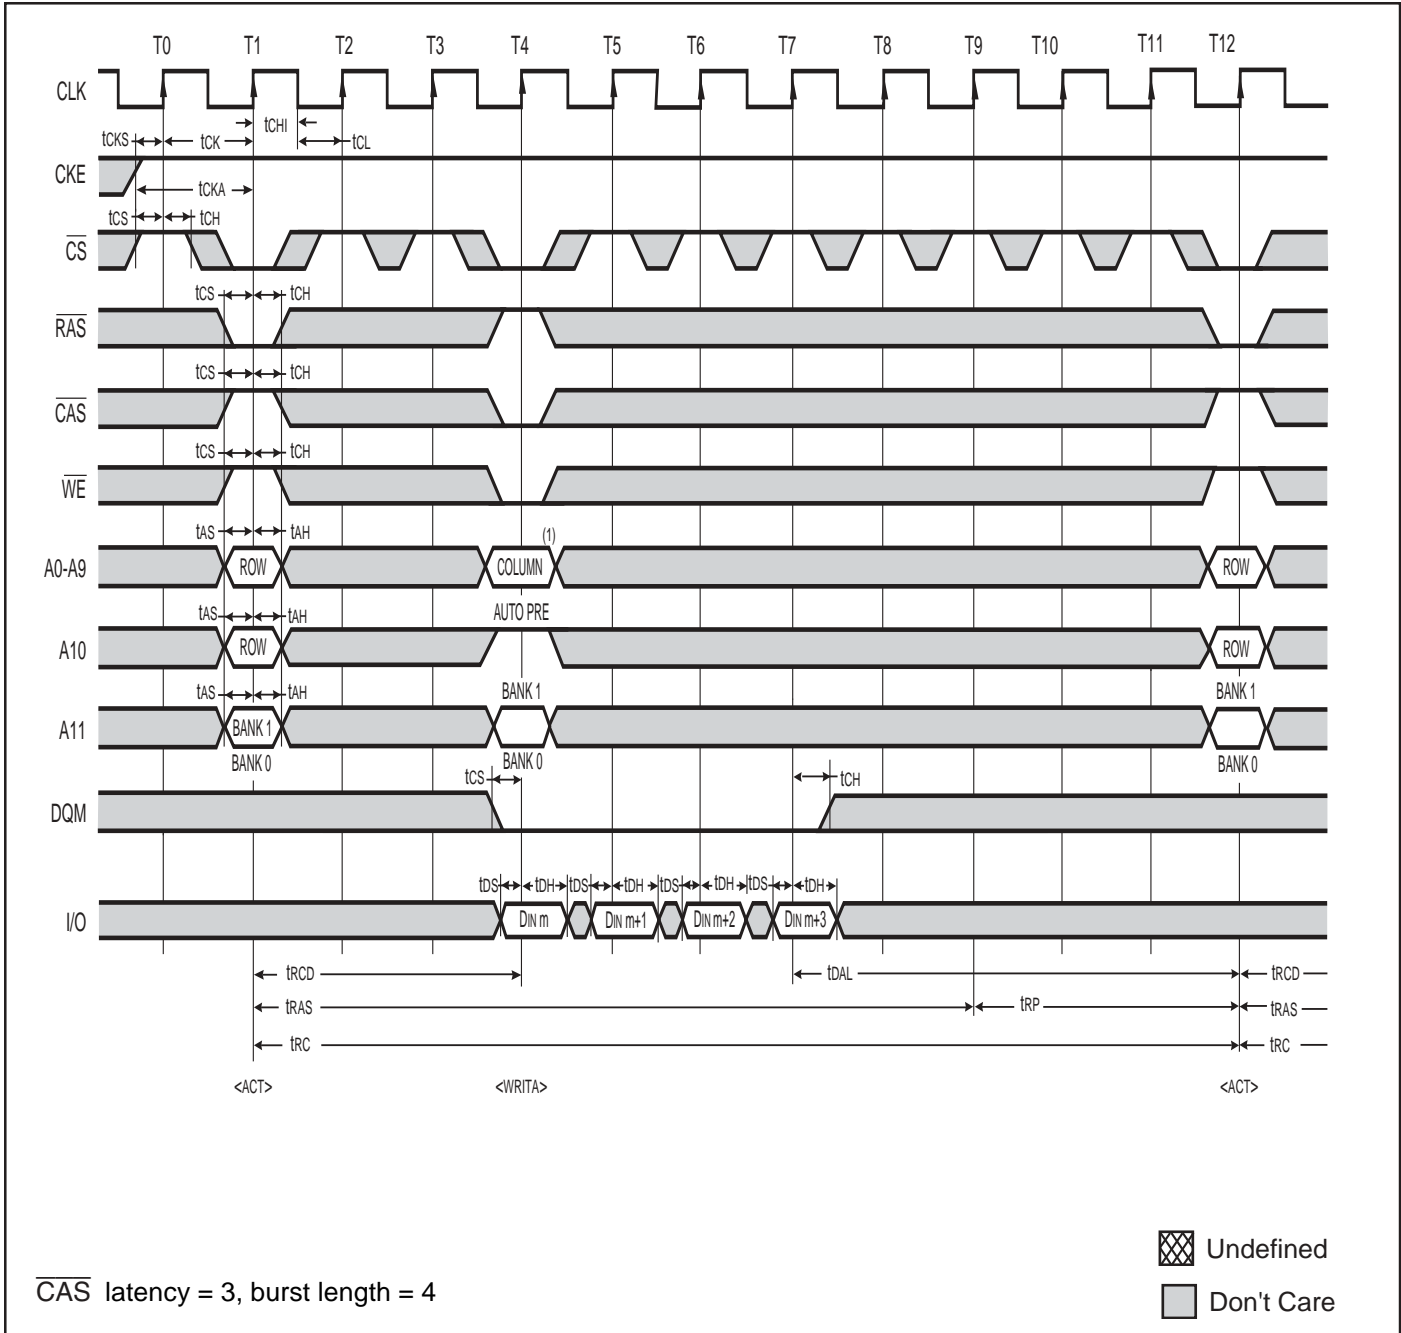 T0 T1 T2 T3 T4 T5 T6 T7 T8 T9 T10 T11 T12
CLK
tCHI
tCKS tCK tCL
CKE
tCKA
tCS tCH
CS
tCS tCH
RAS
tCS tCH
CAS
tCS tCH
WE
tAS tAH (1)
A0-A9 ROW COLUMN ROW
tAS tAH AUTO PRE
A10 ROW ROW
tAS tAH BANK 1 BANK 1
A11 BANK 1
BANK 0 BANK 0 BANK 0
tCS tCH
DQM
tDS tDH tDS tDH tDS tDH tDS tDH
I/O DIN m DIN m+1 DIN m+2 DIN m+3
tRCD tDAL tRCD
tRAS tRP tRAS
tRC tRC
<ACT> <WRITA> <ACT>
Undefined
CAS latency = 3, burst length = 4
Don't Care